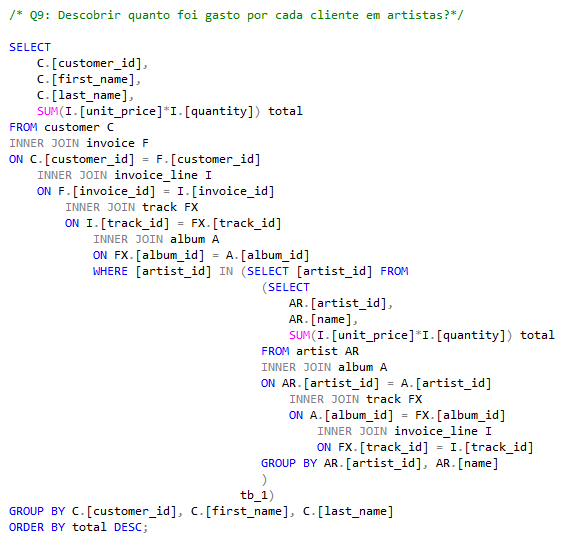 /* Q9: Descobrir quanto foi gasto por cada cliente em artistas?*/
SELECT
C.[customer_id],
C.[first_name],
C.[last_name],
SUM(I.[unit_price]*I.[quantity]) total
FROM customer C
INNER JOIN invoice F
ON C.[customer_id] = F.[customer_id]
INNER JOIN invoice_line I
ON F.[invoice_id] = I.[invoice_id]
INNER JOIN track FX
ON I.[track_id] = FX.[track_id]
INNER JOIN album A
ON FX.[album_id] = A.[album_id]
WHERE [artist_id] IN (SELECT [artist_id] FROM
(SELECT
AR.[artist_id],
AR.[name],
SUM(I.[unit_price]*I.[quantity]) total
FROM artist AR
INNER JOIN album A
ON AR.[artist_id] = A.[artist_id]
INNER JOIN track FX
ON A.[album_id] = FX.[album_id]
INNER JOIN invoice_line I
ON FX.[track_id] = I.[track_id]
GROUP BY AR.[artist_id], AR.[name]
)
tb_1)
GROUP BY C.[customer_id], C.[first_name], C.[last_name]
ORDER BY total DESC;